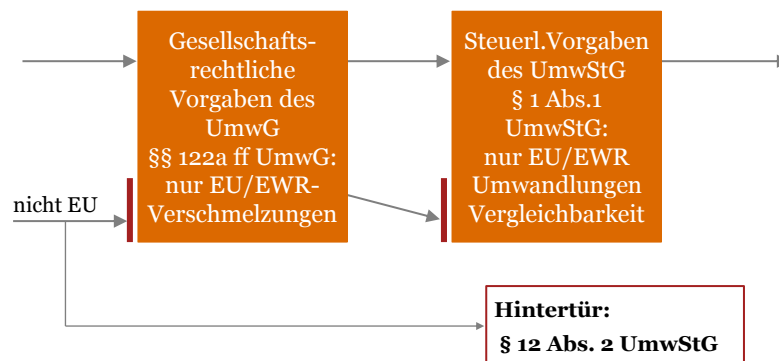 Gesellschafts-
rechtliche
Vorgaben des
UmwG
§§ 122a ff UmwG:
nur EU/EWR-
Verschmelzungen
Steuerl.Vorgaben
des UmwStG
§ 1 Abs.1
UmwStG:
nur EU/EWR
Umwandlungen
Vergleichbarkeit
nicht EU
Hintertür:
§ 12 Abs. 2 UmwStG